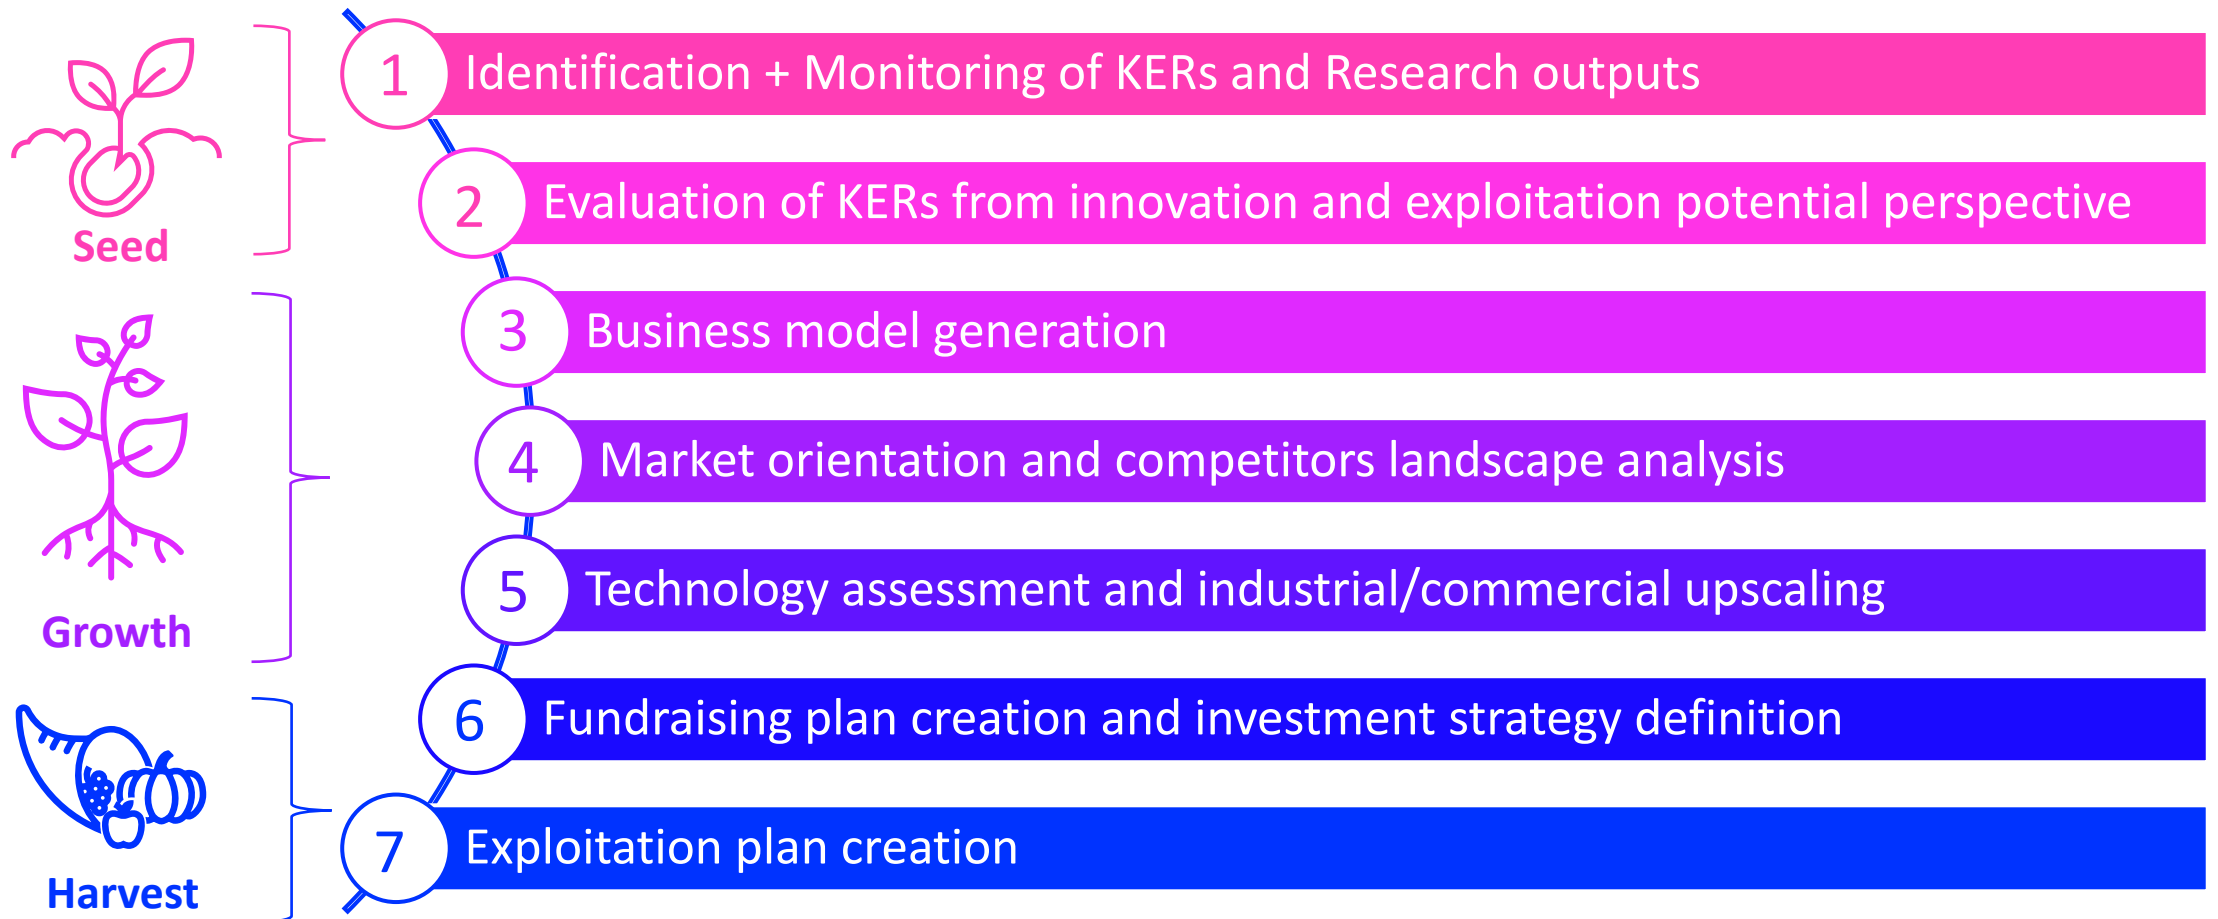 Seed
1
Identification + Monitoring of KERs and Research outputs
2
Evaluation of KERs from innovation and exploitation potential perspective
Growth
3
Business model generation
4
Market orientation and competitors landscape analysis
5
Technology assessment and industrial/commercial upscaling
Harvest
6
Fundraising plan creation and investment strategy definition
7
Exploitation plan creation